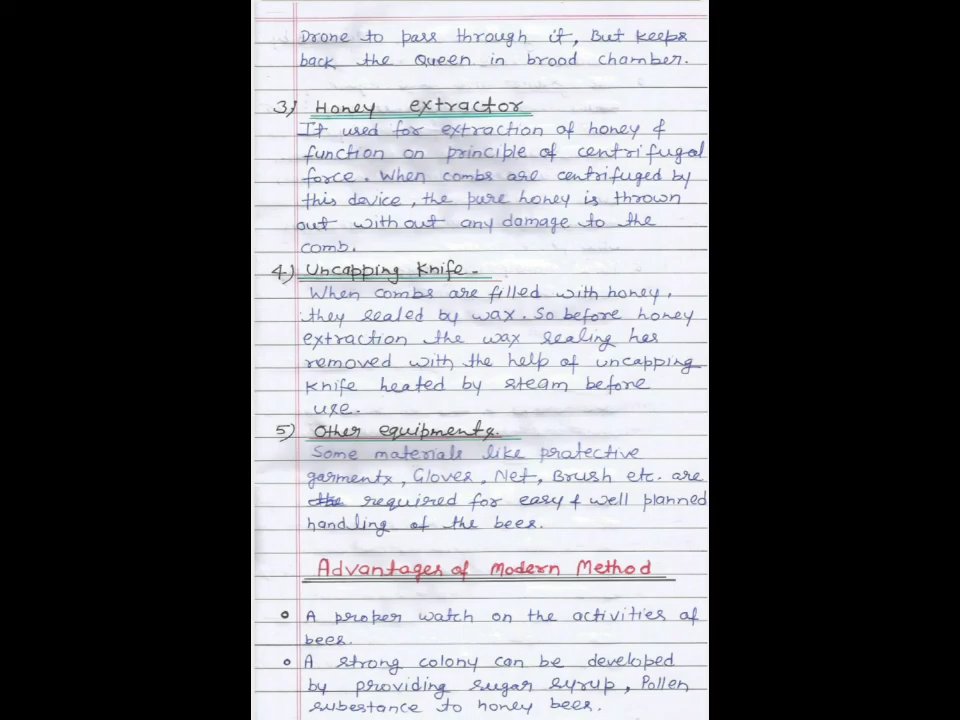 Drone to pass through it, But keeps
back the Queen in brood chamber.
3) Honey extractor
It used for extraction of honey &
function on principle of centrifugal
force. When combs are centrifuged by
this device, the pure honey is thrown
out with out any damage to the
comb.
4) Uncapping Knife -
When combs are filled with honey,
they sealed by wax. So before honey
extraction the wax sealing has
removed with the help of uncapping
knife heated by steam before
use.
5) Other equipments.
Some materials like protective
garments, Gloves, Net, Brush etc. are
the required for easy & well planned
handling of the bees.
Advantages of Modern Method
o A proper watch on the activities of
bees.
o A strong colony can be developed
by providing sugar syrup, Pollen
substance to honey bees.